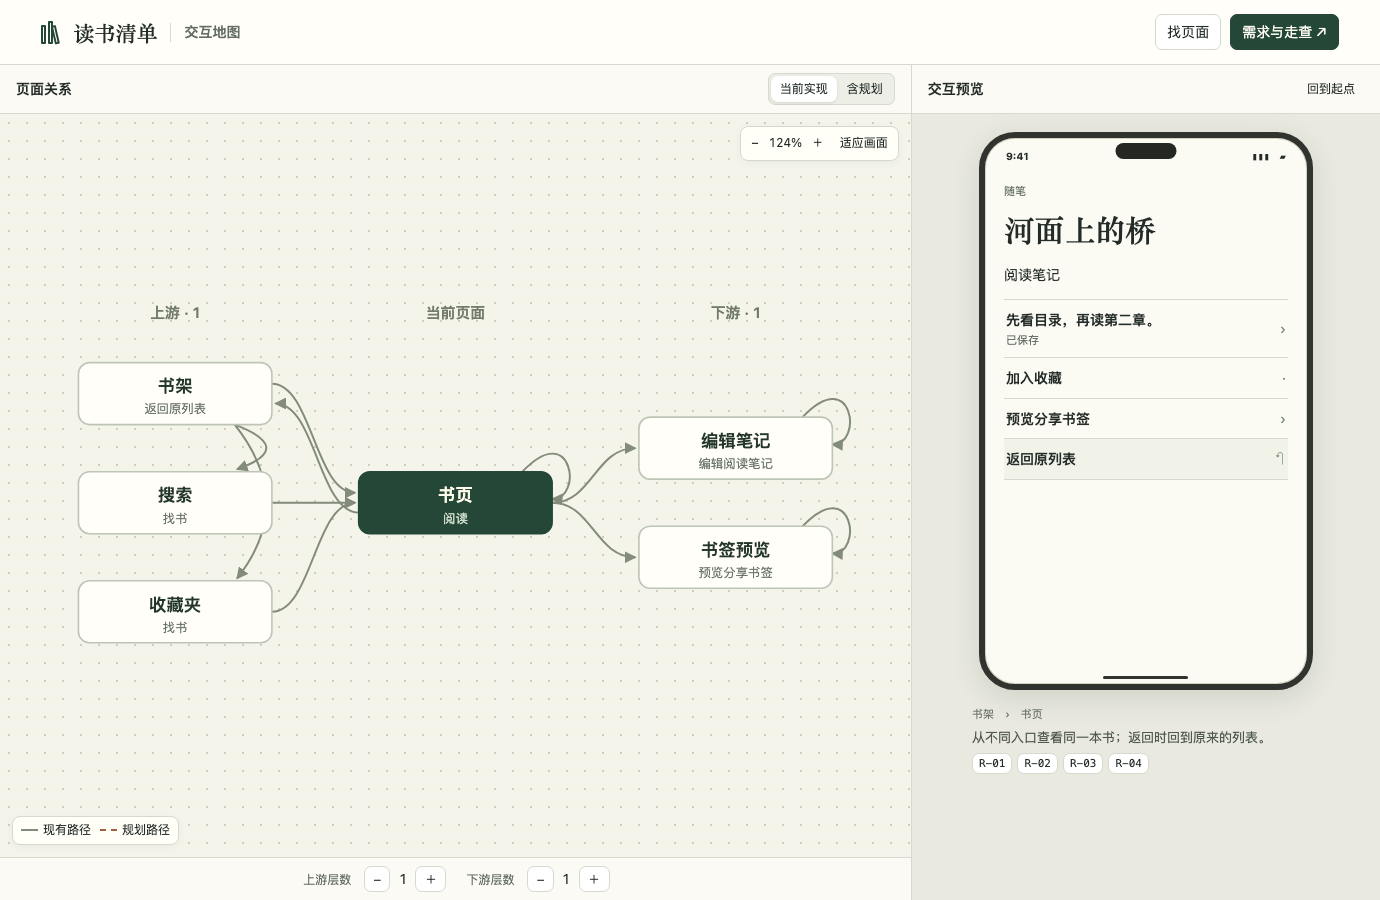 读书清单
交互地图
找页面
需求与走查 ↗
页面关系
当前实现
含规划
交互预览
回到起点
− 124% + 适应画面
上游 · 1
当前页面
下游 · 1
书架
返回原列表
搜索
找书
收藏夹
找书
书页
阅读
编辑笔记
编辑阅读笔记
书签预览
预览分享书签
现有路径
规划路径
上游层数 − 1 +
下游层数 − 1 +
9:41
随笔
河面上的桥
阅读笔记
先看目录，再读第二章。
已保存
加入收藏
预览分享书签
返回原列表
书架 › 书页
从不同入口查看同一本书；返回时回到原来的列表。
R-01 R-02 R-03 R-04